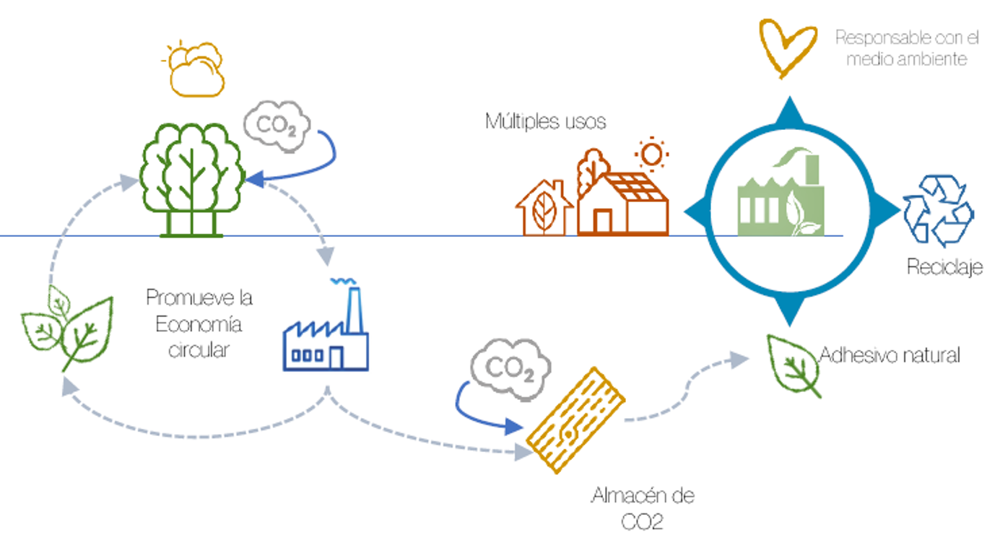 Responsable con el
medio ambiente
CO2
Múltiples usos
Reciclaje
Promueve la
Economía
circular
CO2
Adhesivo natural
Almacén de
CO2